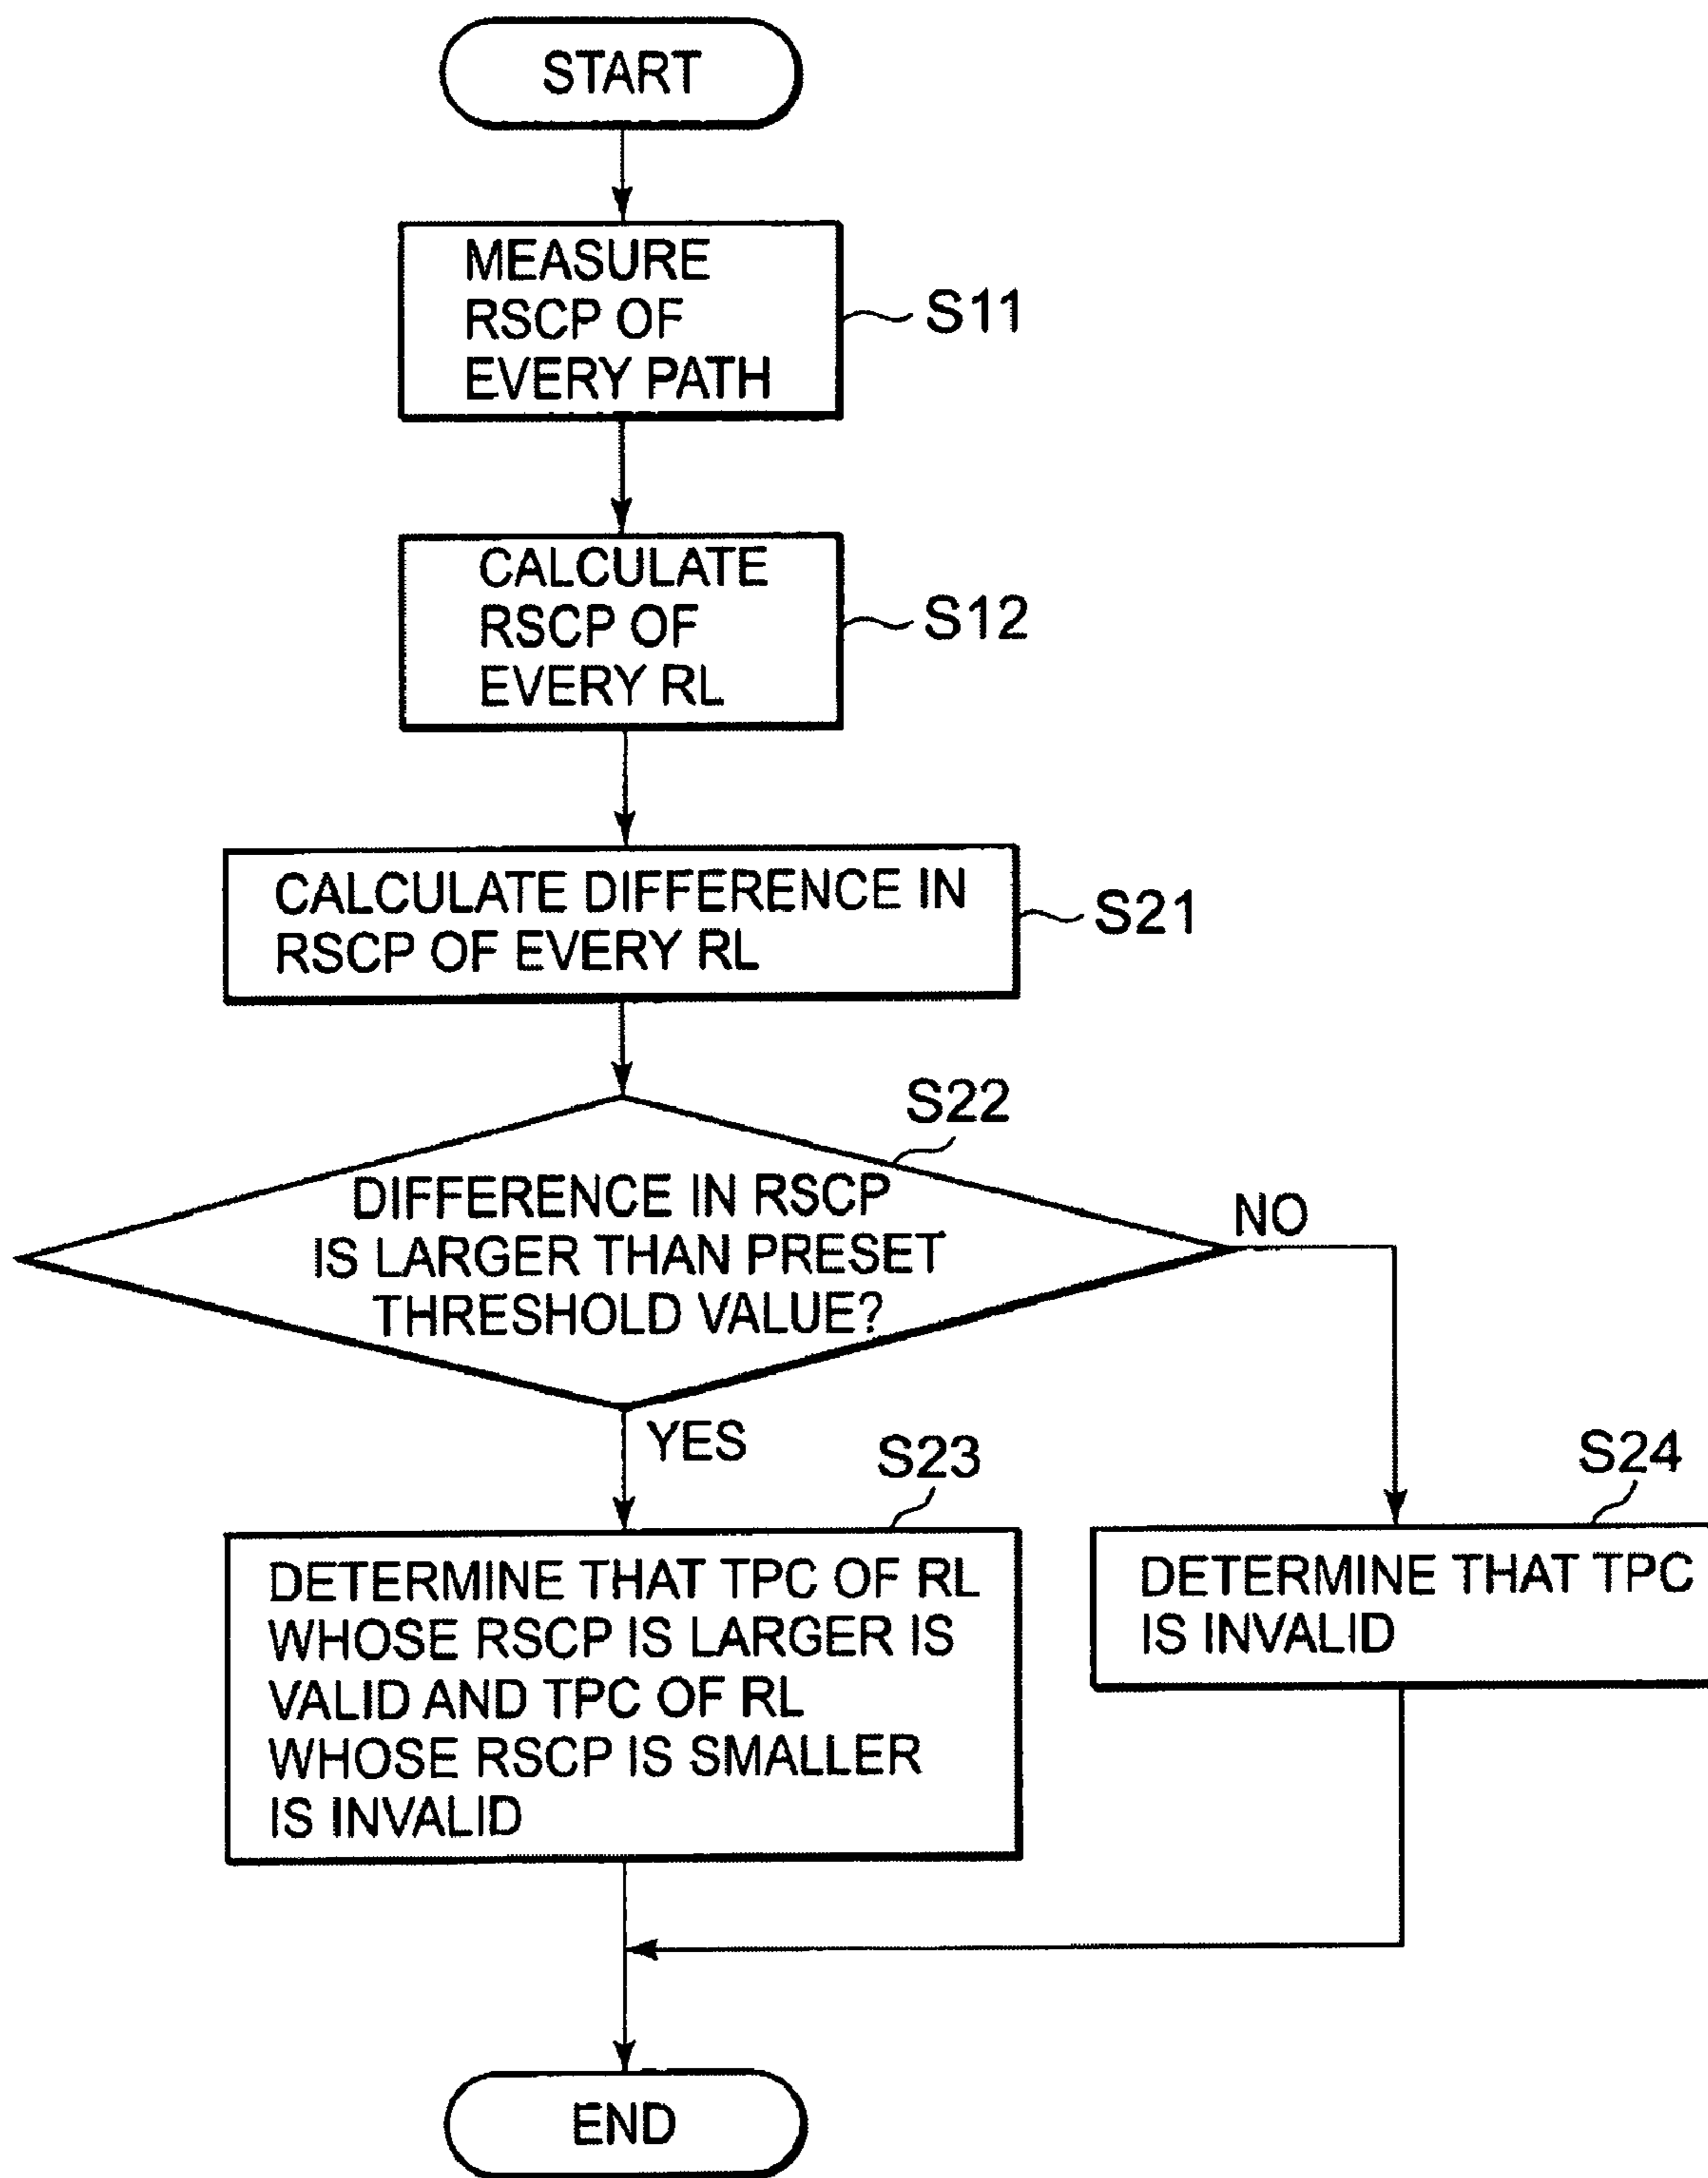 START
MEASURE
RSCP OF
EVERY PATH
S11
CALCULATE
RSCP OF
EVERY RL
S12
CALCULATE DIFFERENCE IN
RSCP OF EVERY RL
S21
S22
DIFFERENCE IN RSCP
IS LARGER THAN PRESET
THRESHOLD VALUE?
NO
YES
S23
DETERMINE THAT TPC OF RL
WHOSE RSCP IS LARGER IS
VALID AND TPC OF RL
WHOSE RSCP IS SMALLER
IS INVALID
S24
DETERMINE THAT TPC
IS INVALID
END